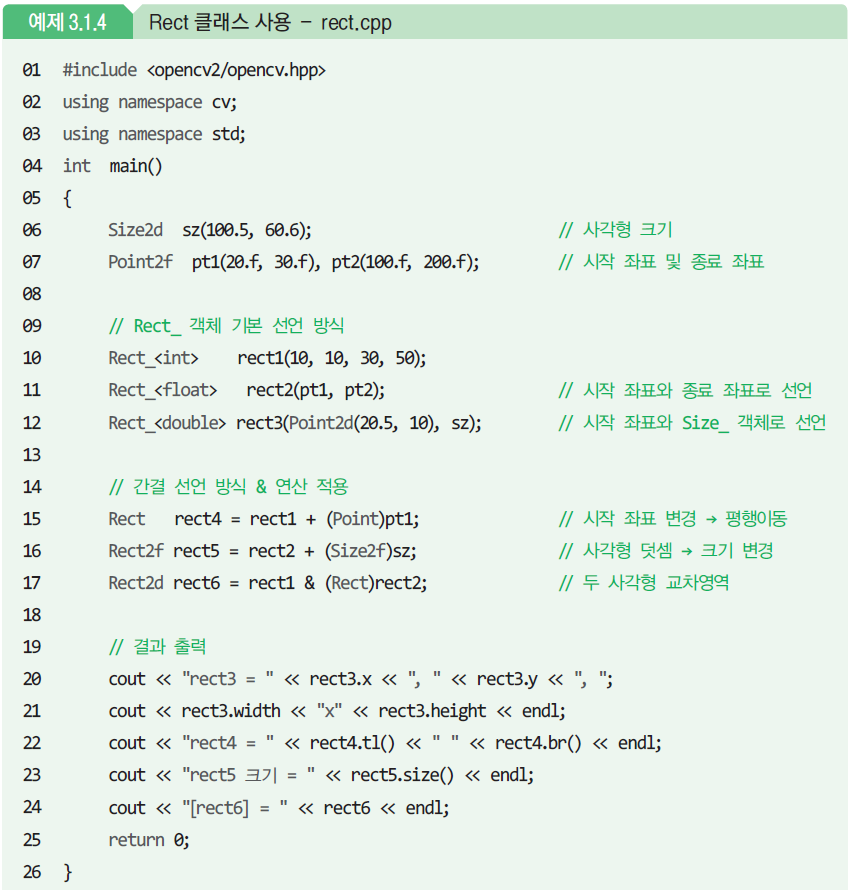 예제 3.1.4 Rect 클래스 사용 - rect.cpp
01 #include <opencv2/opencv.hpp>
02 using namespace cv;
03 using namespace std;
04 int main()
05 {
06 Size2d sz(100.5, 60.6); // 사각형 크기
07 Point2f pt1(20.f, 30.f), pt2(100.f, 200.f); // 시작 좌표 및 종료 좌표
08
09 // Rect_ 객체 기본 선언 방식
10 Rect_<int> rect1(10, 10, 30, 50);
11 Rect_<float> rect2(pt1, pt2); // 시작 좌표와 종료 좌표로 선언
12 Rect_<double> rect3(Point2d(20.5, 10), sz); // 시작 좌표와 Size_ 객체로 선언
13
14 // 간결 선언 방식 & 연산 적용
15 Rect rect4 = rect1 + (Point)pt1; // 시작 좌표 변경 → 평행이동
16 Rect2f rect5 = rect2 + (Size2f)sz; // 사각형 덧셈 → 크기 변경
17 Rect2d rect6 = rect1 & (Rect)rect2; // 두 사각형 교차영역
18
19 // 결과 출력
20 cout << "rect3 = " << rect3.x << ", " << rect3.y << ", ";
21 cout << rect3.width << "x" << rect3.height << endl;
22 cout << "rect4 = " << rect4.tl() << " " << rect4.br() << endl;
23 cout << "rect5 크기 = " << rect5.size() << endl;
24 cout << "[rect6] = " << rect6 << endl;
25 return 0;
26 }